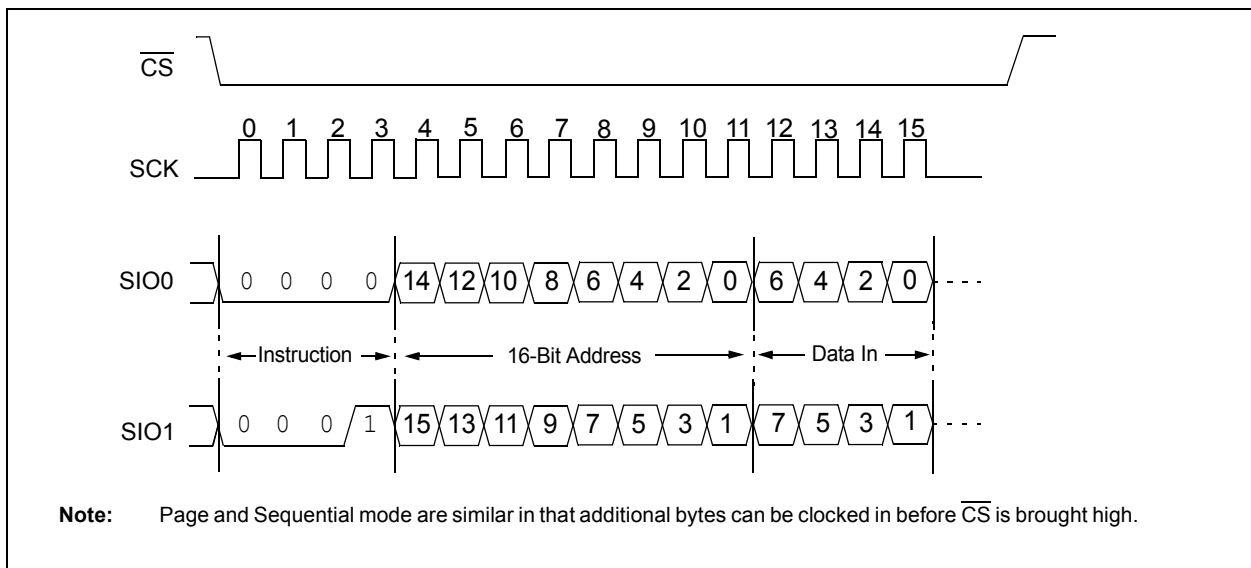 CS
0 1 2 3 4 5 6 7 8 9 10 11 12 13 14 15
SCK
SIO0 0 0 0 0 14 12 10 8 6 4 2 0 6 4 2 0
Instruction 16-Bit Address Data In
SIO1 0 0 0 1 15 13 11 9 7 5 3 1 7 5 3 1
Note: Page and Sequential mode are similar in that additional bytes can be clocked in before CS is brought high.